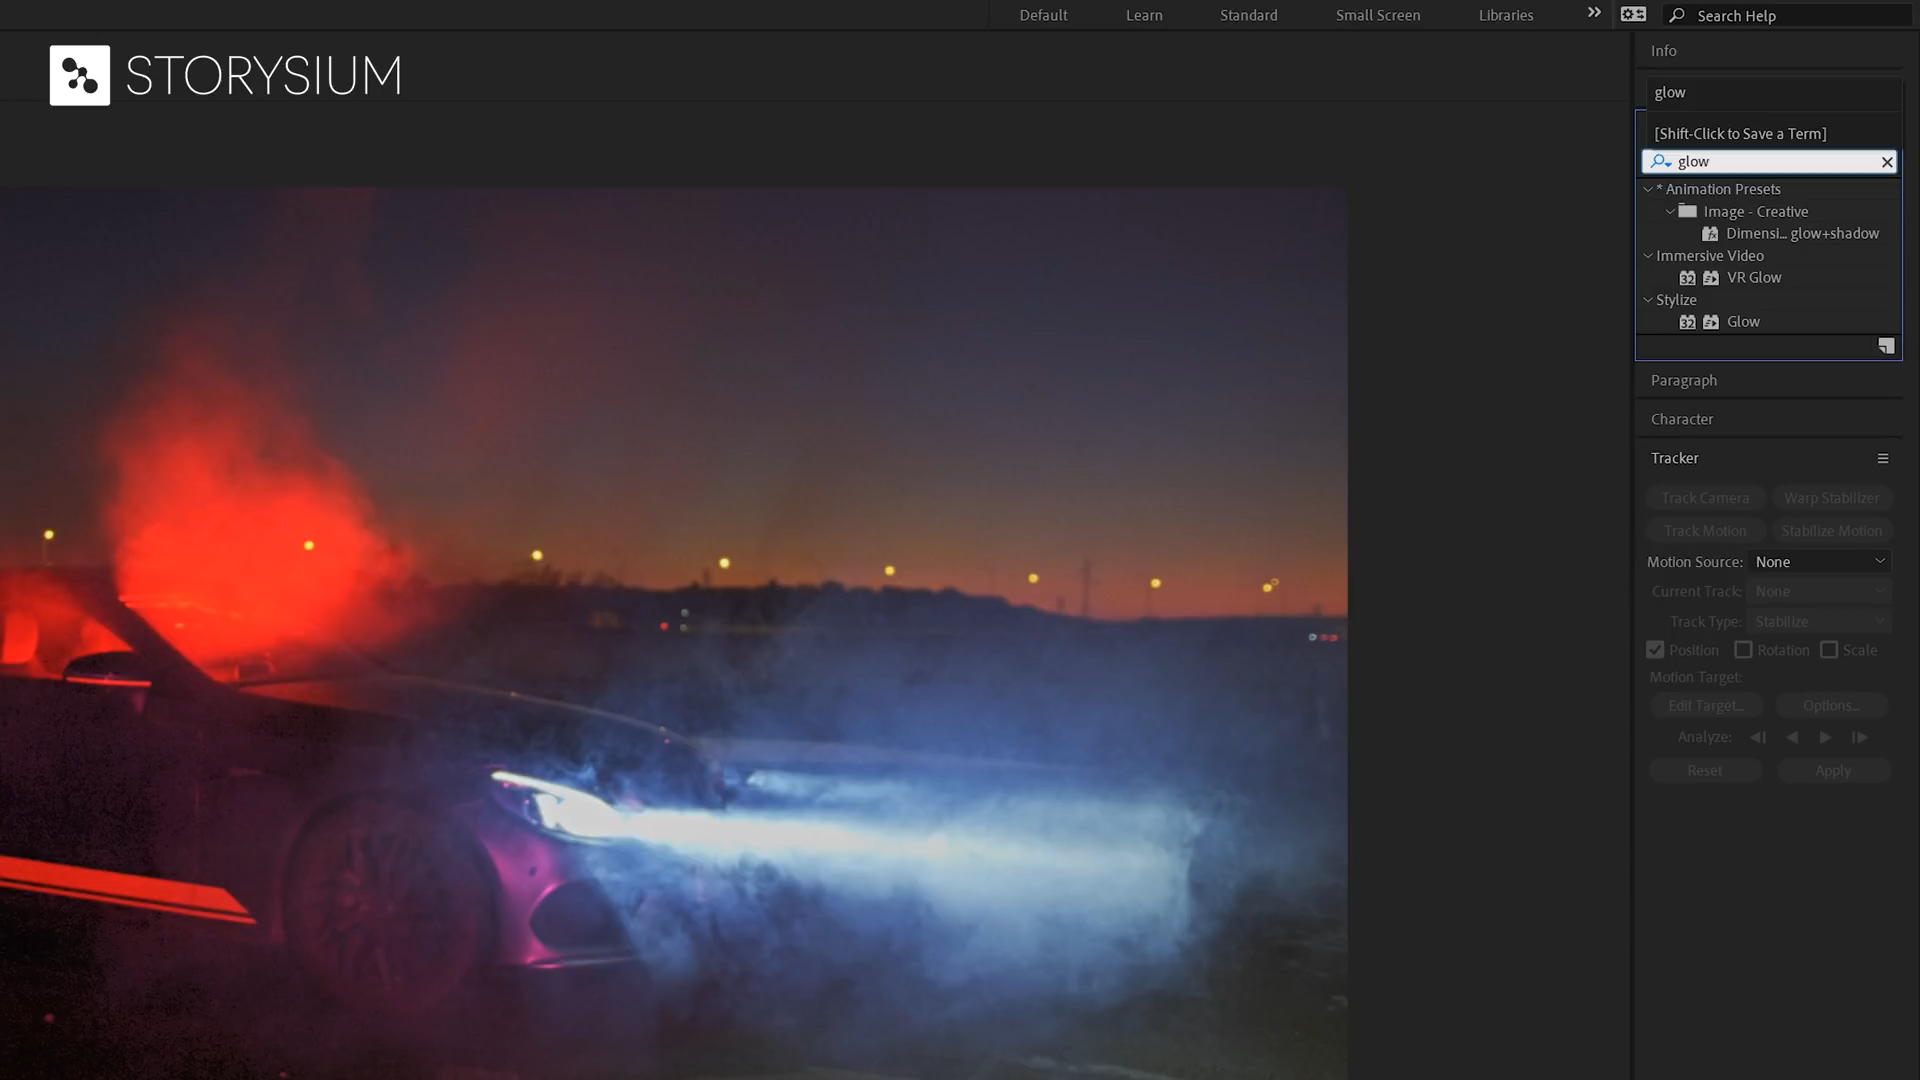 Default Learn Standard Small Screen Libraries Search Help
STORYSIUM
Info
glow
[Shift-Click to Save a Term]
glow
* Animation Presets
Image - Creative
Dimensi... glow+shadow
Immersive Video
32 VR Glow
Stylize
32 Glow
Paragraph
Character
Tracker
Track Camera Warp Stabilizer
Track Motion Stabilize Motion
Motion Source: None
Current Track: None
Track Type: Stabilize
Position Rotation Scale
Motion Target:
Edit Target... Options...
Analyze:
Reset Apply